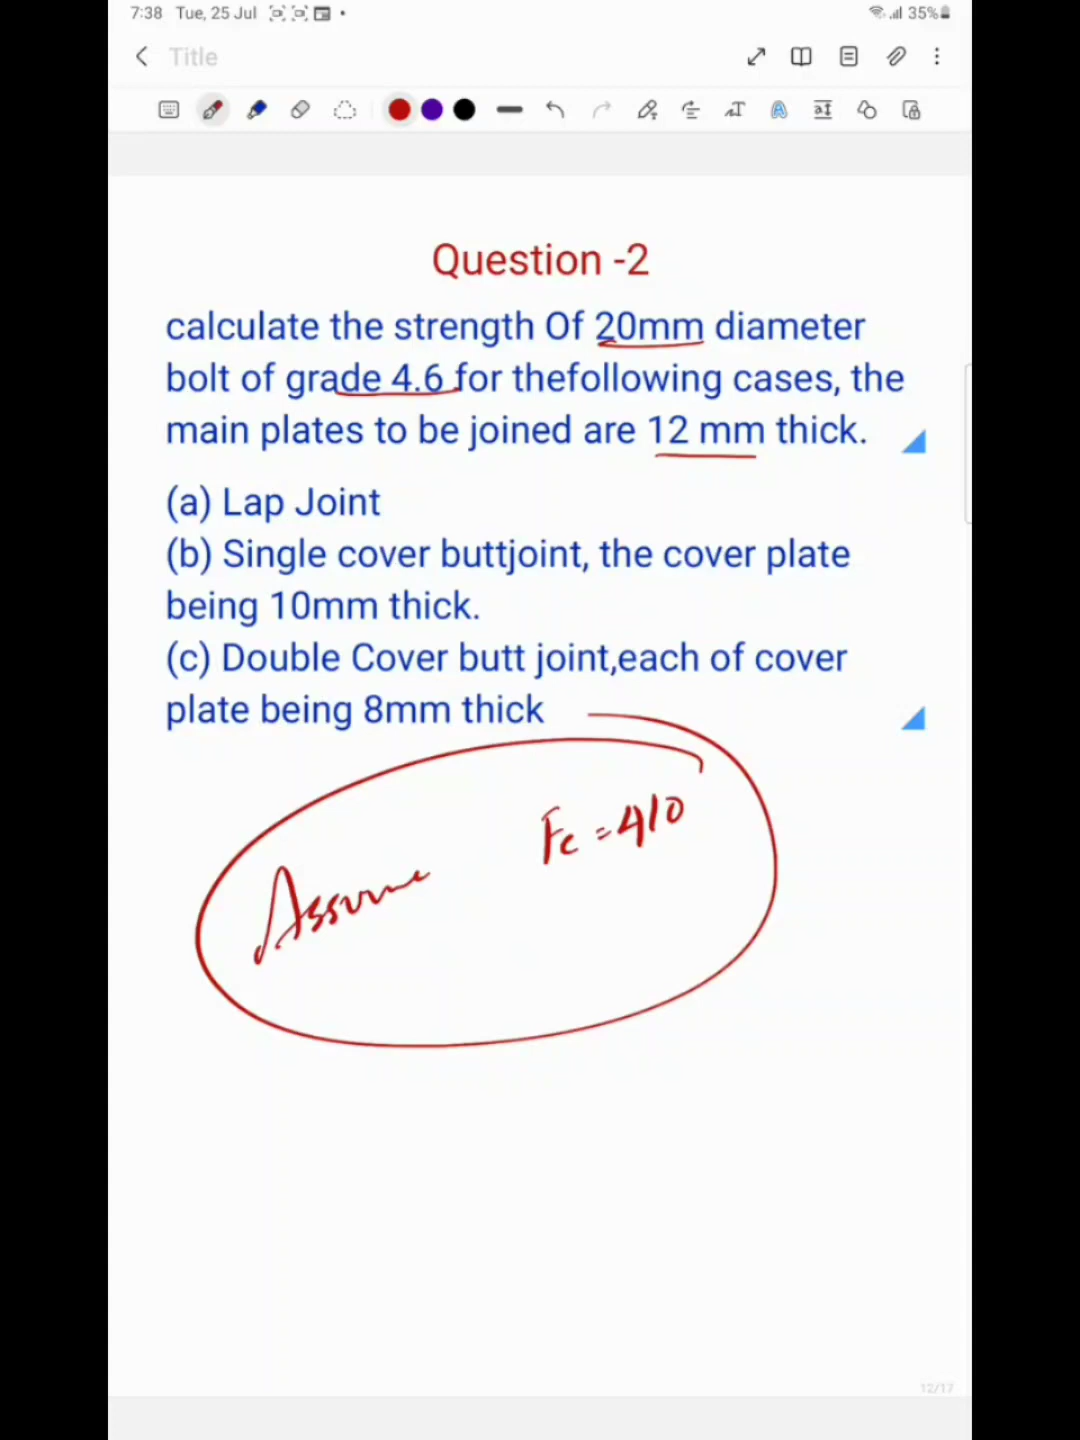 7:38 Tue, 25 Jul 35%
Title
Question -2
calculate the strength Of 20mm diameter
bolt of grade 4.6 for thefollowing cases, the
main plates to be joined are 12 mm thick.
(a) Lap Joint
(b) Single cover buttjoint, the cover plate
being 10mm thick.
(c) Double Cover butt joint,each of cover
plate being 8mm thick
Fc = 410
Assume
12/17